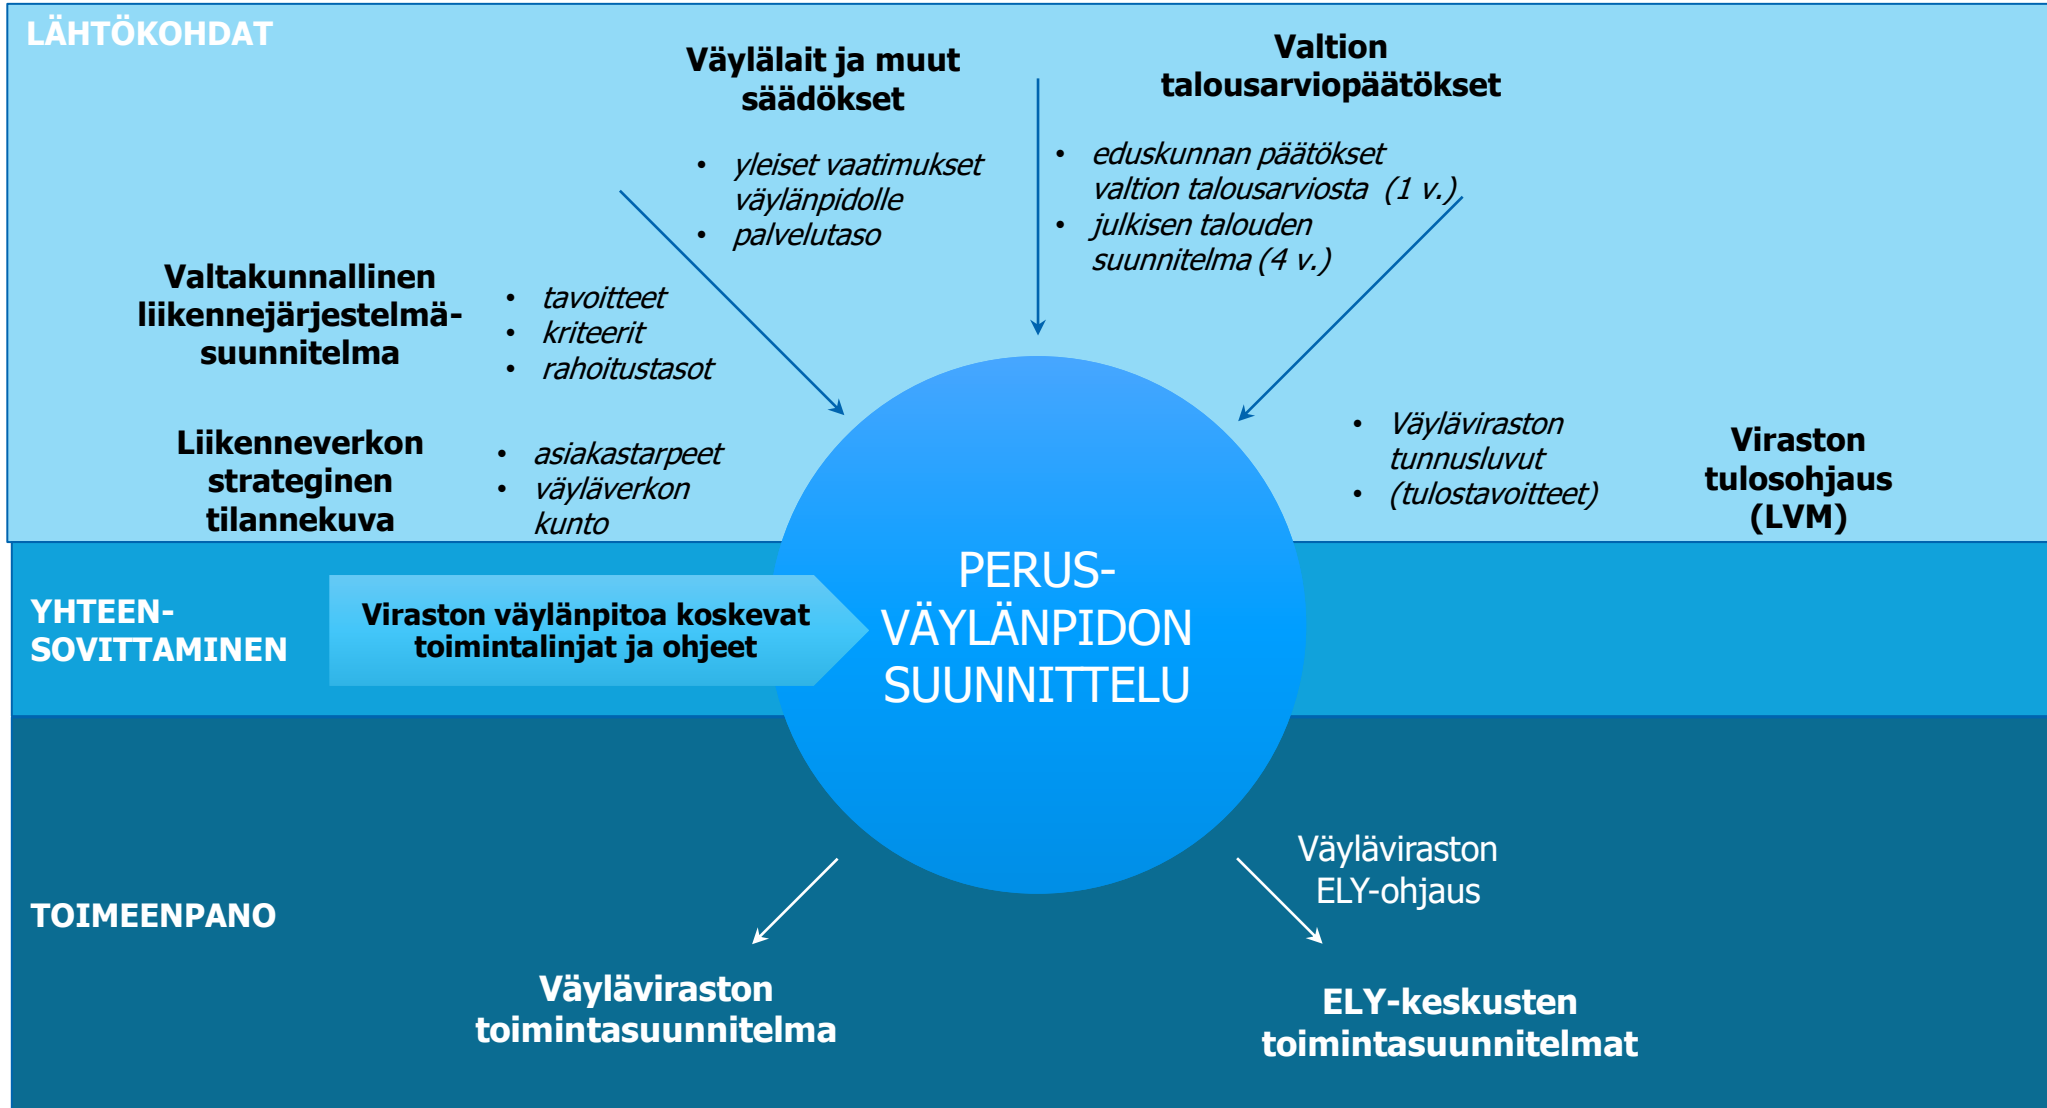 LÄHTÖKOHDAT
Väylälait ja muut
säädökset
• yleiset vaatimukset
väylänpidolle
• palvelutaso
Valtion
talousarviopäätökset
• eduskunnan päätökset
valtion talousarviosta (1 v.)
• julkisen talouden
suunnitelma (4 v.)
Valtakunnallinen
liikennejärjestelmä-
suunnitelma
• tavoitteet
• kriteerit
• rahoitustasot
Liikenneverkon
strateginen
tilannekuva
• asiakastarpeet
• väyläverkon
kunto
• Väyläviraston
tunnusluvut
• (tulostavoitteet)
Viraston
tulosohjaus
(LVM)
YHTEEN-
SOVITTAMINEN
Viraston väylänpitoa koskevat
toimintalinjat ja ohjeet
PERUS-
VÄYLÄNPIDON
SUUNNITTELU
TOIMEENPANO
Väyläviraston
ELY-ohjaus
Väyläviraston
toimintasuunnitelma
ELY-keskusten
toimintasuunnitelmat